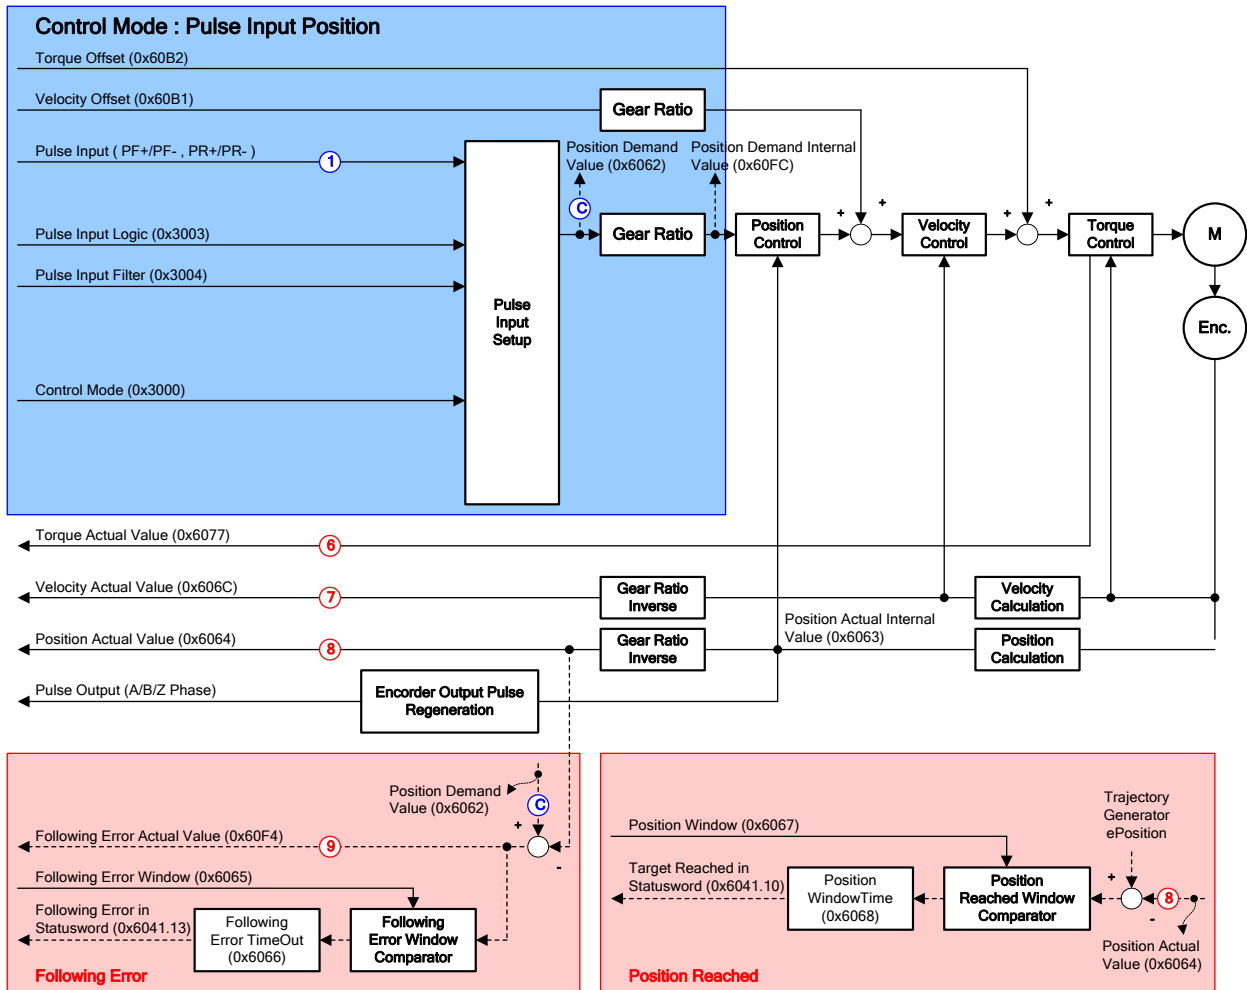 Control Mode : Pulse Input Position
Torque Offset (0x60B2)
Velocity Offset (0x60B1)
Gear Ratio
Pulse Input ( PF+/PF- , PR+/PR- )
1
Position Demand
Value (0x6062)
Position Demand Internal
Value (0x60FC)
C
+
+
+
+
Pulse Input Logic (0x3003)
Gear Ratio
Position
Control
Velocity
Control
Torque
Control
M
Pulse Input Filter (0x3004)
Pulse
Input
Setup
Enc.
Control Mode (0x3000)
Torque Actual Value (0x6077)
6
Velocity Actual Value (0x606C)
7
Gear Ratio
Inverse
Velocity
Calculation
Position Actual Value (0x6064)
8
Gear Ratio
Inverse
Position Actual Internal
Value (0x6063)
Position
Calculation
Pulse Output (A/B/Z Phase)
Encorder Output Pulse
Regeneration
Position Demand
Value (0x6062)
C
+
-
Following Error Actual Value (0x60F4)
9
Following Error Window (0x6065)
Following Error in
Statusword (0x6041.13)
Following
Error TimeOut
(0x6066)
Following
Error Window
Comparator
Following Error
Trajectory
Generator
ePosition
Position Window (0x6067)
Target Reached in
Statusword (0x6041.10)
Position
WindowTime
(0x6068)
Position
Reached Window
Comparator
+
-
8
Position Actual
Value (0x6064)
Position Reached